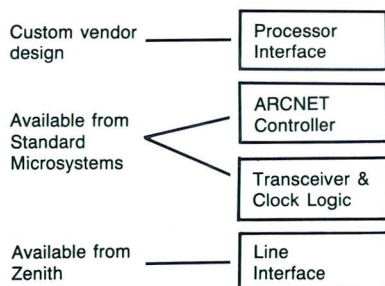 Custom vendor
design
Processor
Interface
Available from
Standard
Microsystems
ARCNET
Controller
Transceiver &
Clock Logic
Available from
Zenith
Line
Interface